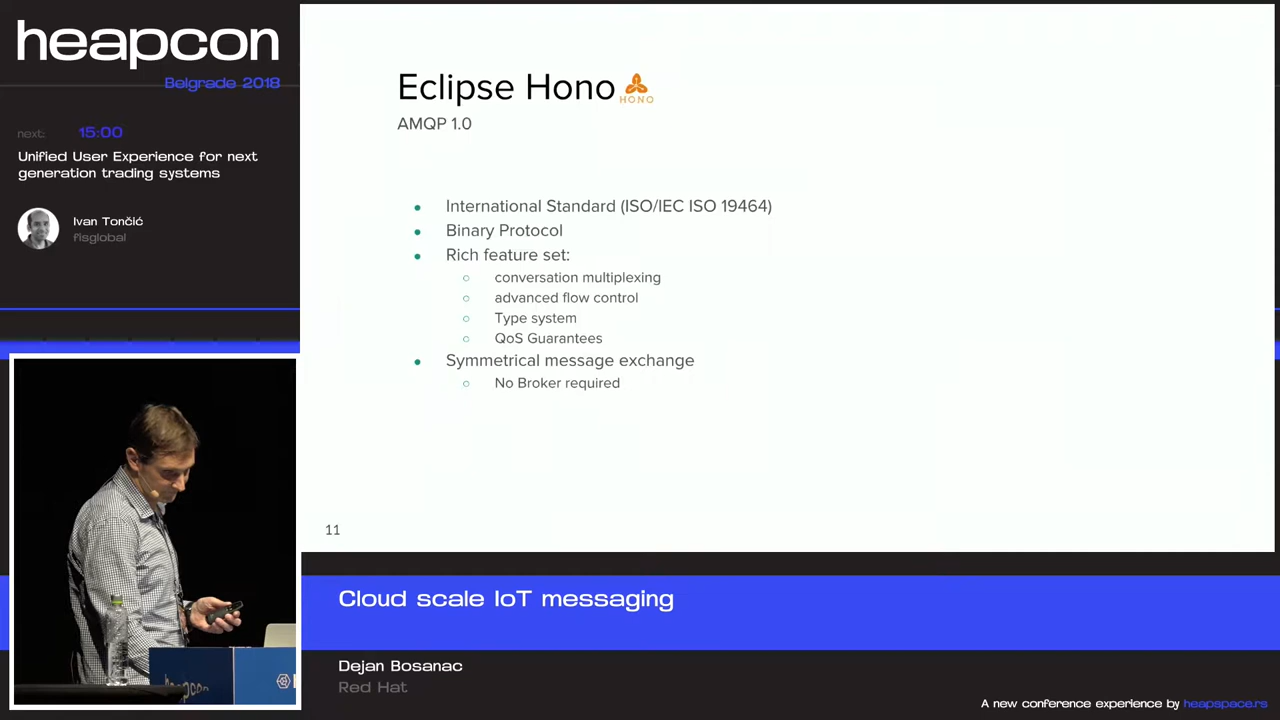 heapcon
Belgrade 2018
next: 15:00
Unified User Experience for next
generation trading systems
Ivan Tončić
fisglobal
Eclipse Hono
HONO
AMQP 1.0
International Standard (ISO/IEC ISO 19464)
Binary Protocol
Rich feature set:
conversation multiplexing
advanced flow control
Type system
QoS Guarantees
Symmetrical message exchange
No Broker required
11
heapcon
Cloud scale IoT messaging
Dejan Bosanac
Red Hat
A new conference experience by heapspace.rs